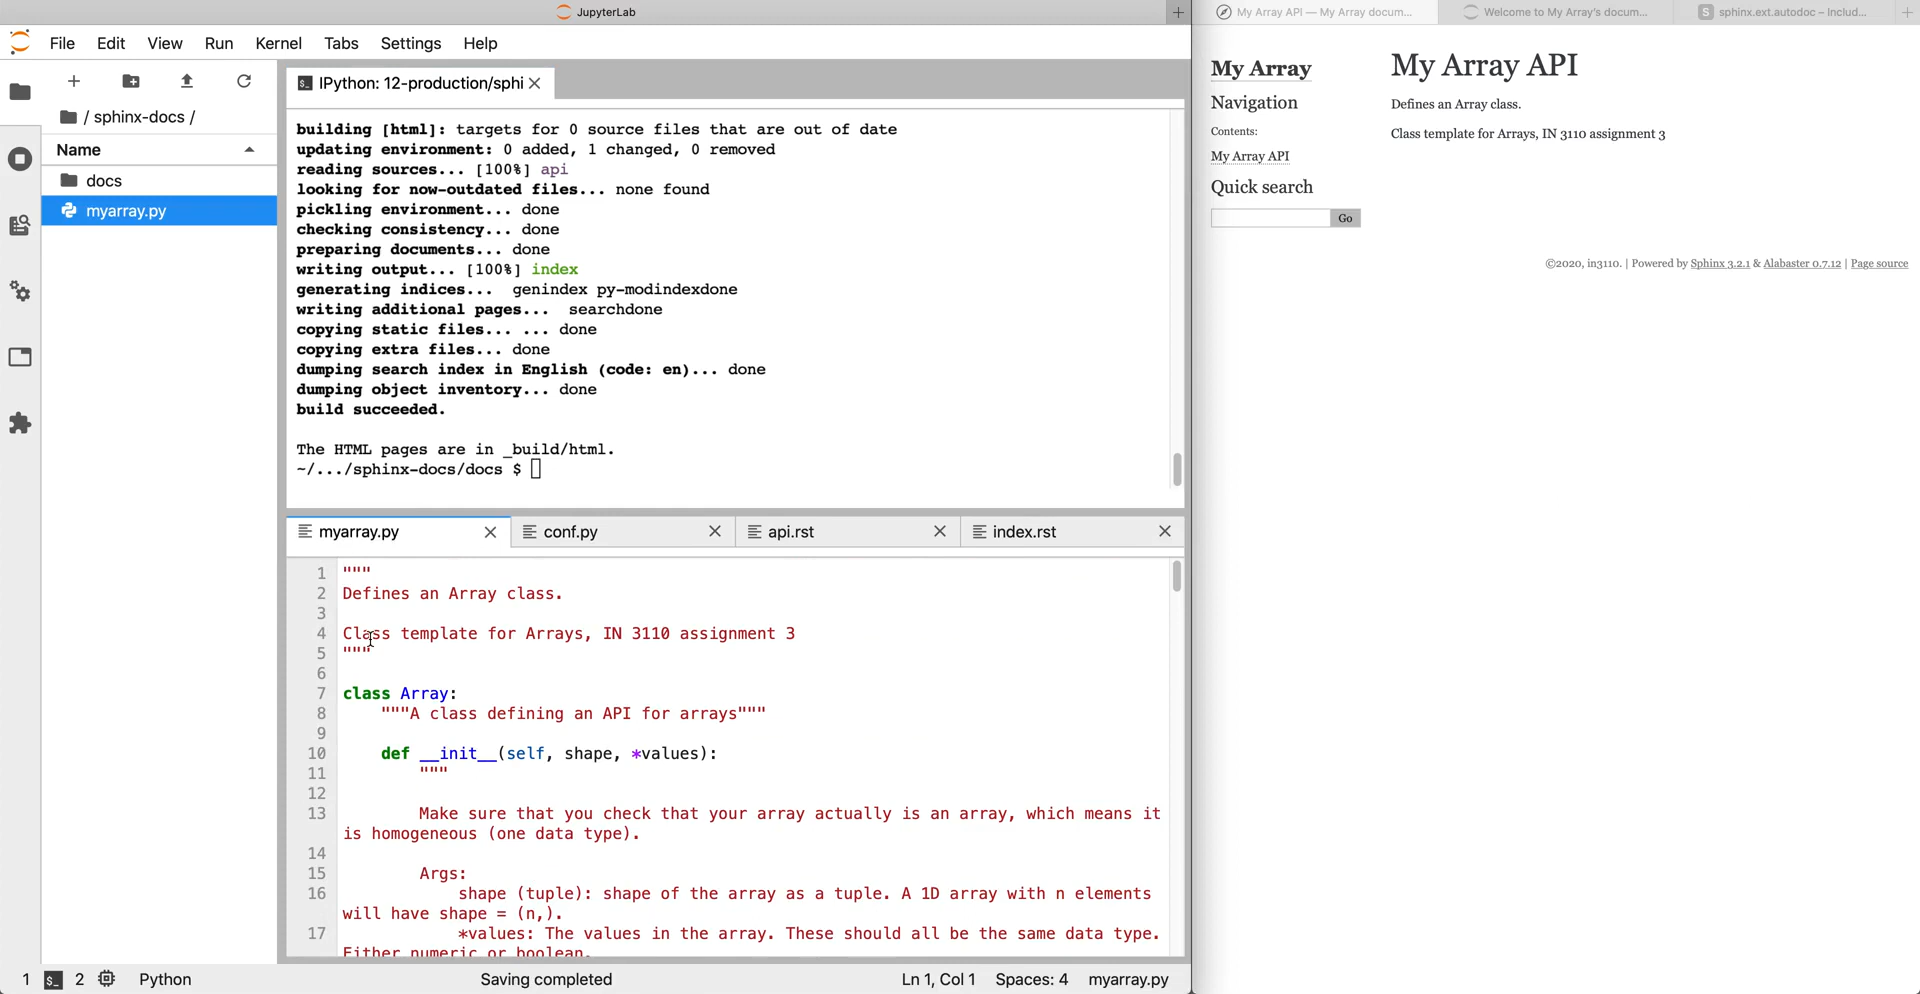 JupyterLab
+
File Edit View Run Kernel Tabs Settings Help
/ sphinx-docs /
Name
docs
myarray.py
IPython: 12-production/sphi
building [html]: targets for 0 source files that are out of date
updating environment: 0 added, 1 changed, 0 removed
reading sources... [100%] api
looking for now-outdated files... none found
pickling environment... done
checking consistency... done
preparing documents... done
writing output... [100%] index
generating indices...  genindex py-modindexdone
writing additional pages...  searchdone
copying static files... ... done
copying extra files... done
dumping search index in English (code: en)... done
dumping object inventory... done
build succeeded.
The HTML pages are in _build/html.
~/.../sphinx-docs/docs $
myarray.py conf.py api.rst index.rst
1 """
2 Defines an Array class.
3
4 Class template for Arrays, IN 3110 assignment 3
5 """
6
7 class Array:
8 """A class defining an API for arrays"""
9
10 def __init__(self, shape, *values):
11 """
12
13 Make sure that you check that your array actually is an array, which means it
is homogeneous (one data type).
14
15 Args:
16 shape (tuple): shape of the array as a tuple. A 1D array with n elements
will have shape = (n,).
17 *values: The values in the array. These should all be the same data type.
Either numeric or boolean.
1 2 Python Saving completed Ln 1, Col 1 Spaces: 4 myarray.py
My Array API — My Array docum... Welcome to My Array's docum... sphinx.ext.autodoc – Includ... +
My Array
Navigation
Contents:
My Array API
Quick search
Go
My Array API
Defines an Array class.
Class template for Arrays, IN 3110 assignment 3
©2020, in3110. | Powered by Sphinx 3.2.1 & Alabaster 0.7.12 | Page source